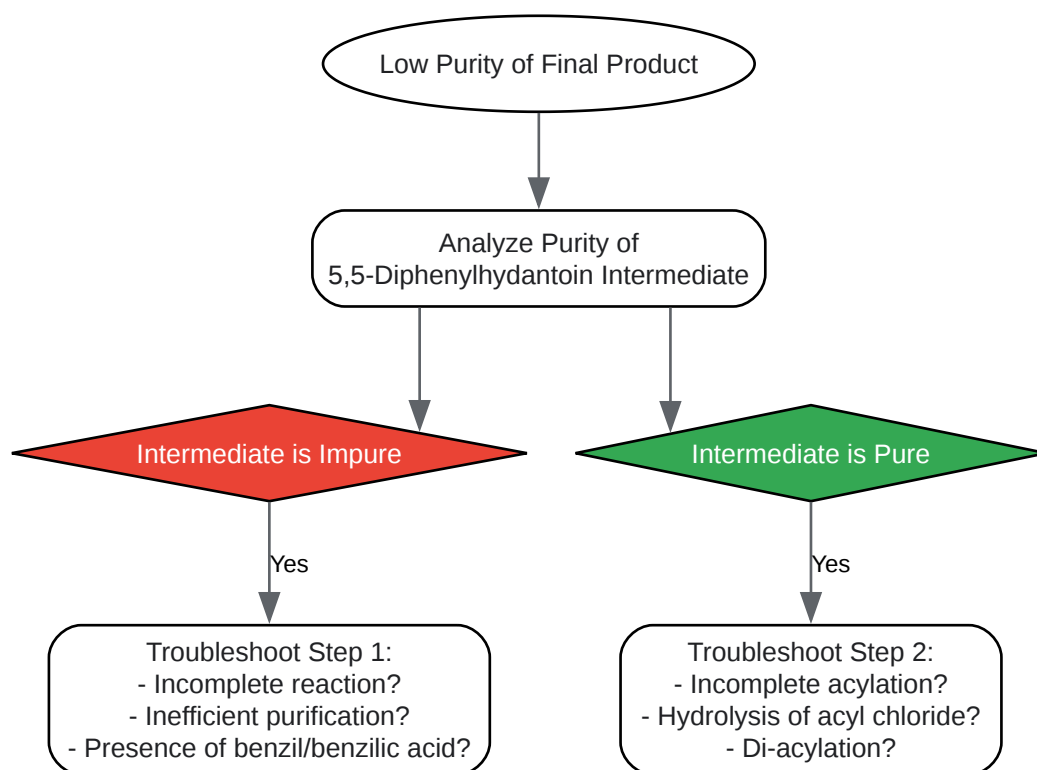 Low Purity of Final Product
Analyze Purity of
5,5-Diphenylhydantoin Intermediate
Intermediate is Impure
Intermediate is Pure
Yes
Yes
Troubleshoot Step 1:
- Incomplete reaction?
- Inefficient purification?
- Presence of benzil/benzilic acid?
Troubleshoot Step 2:
- Incomplete acylation?
- Hydrolysis of acyl chloride?
- Di-acylation?